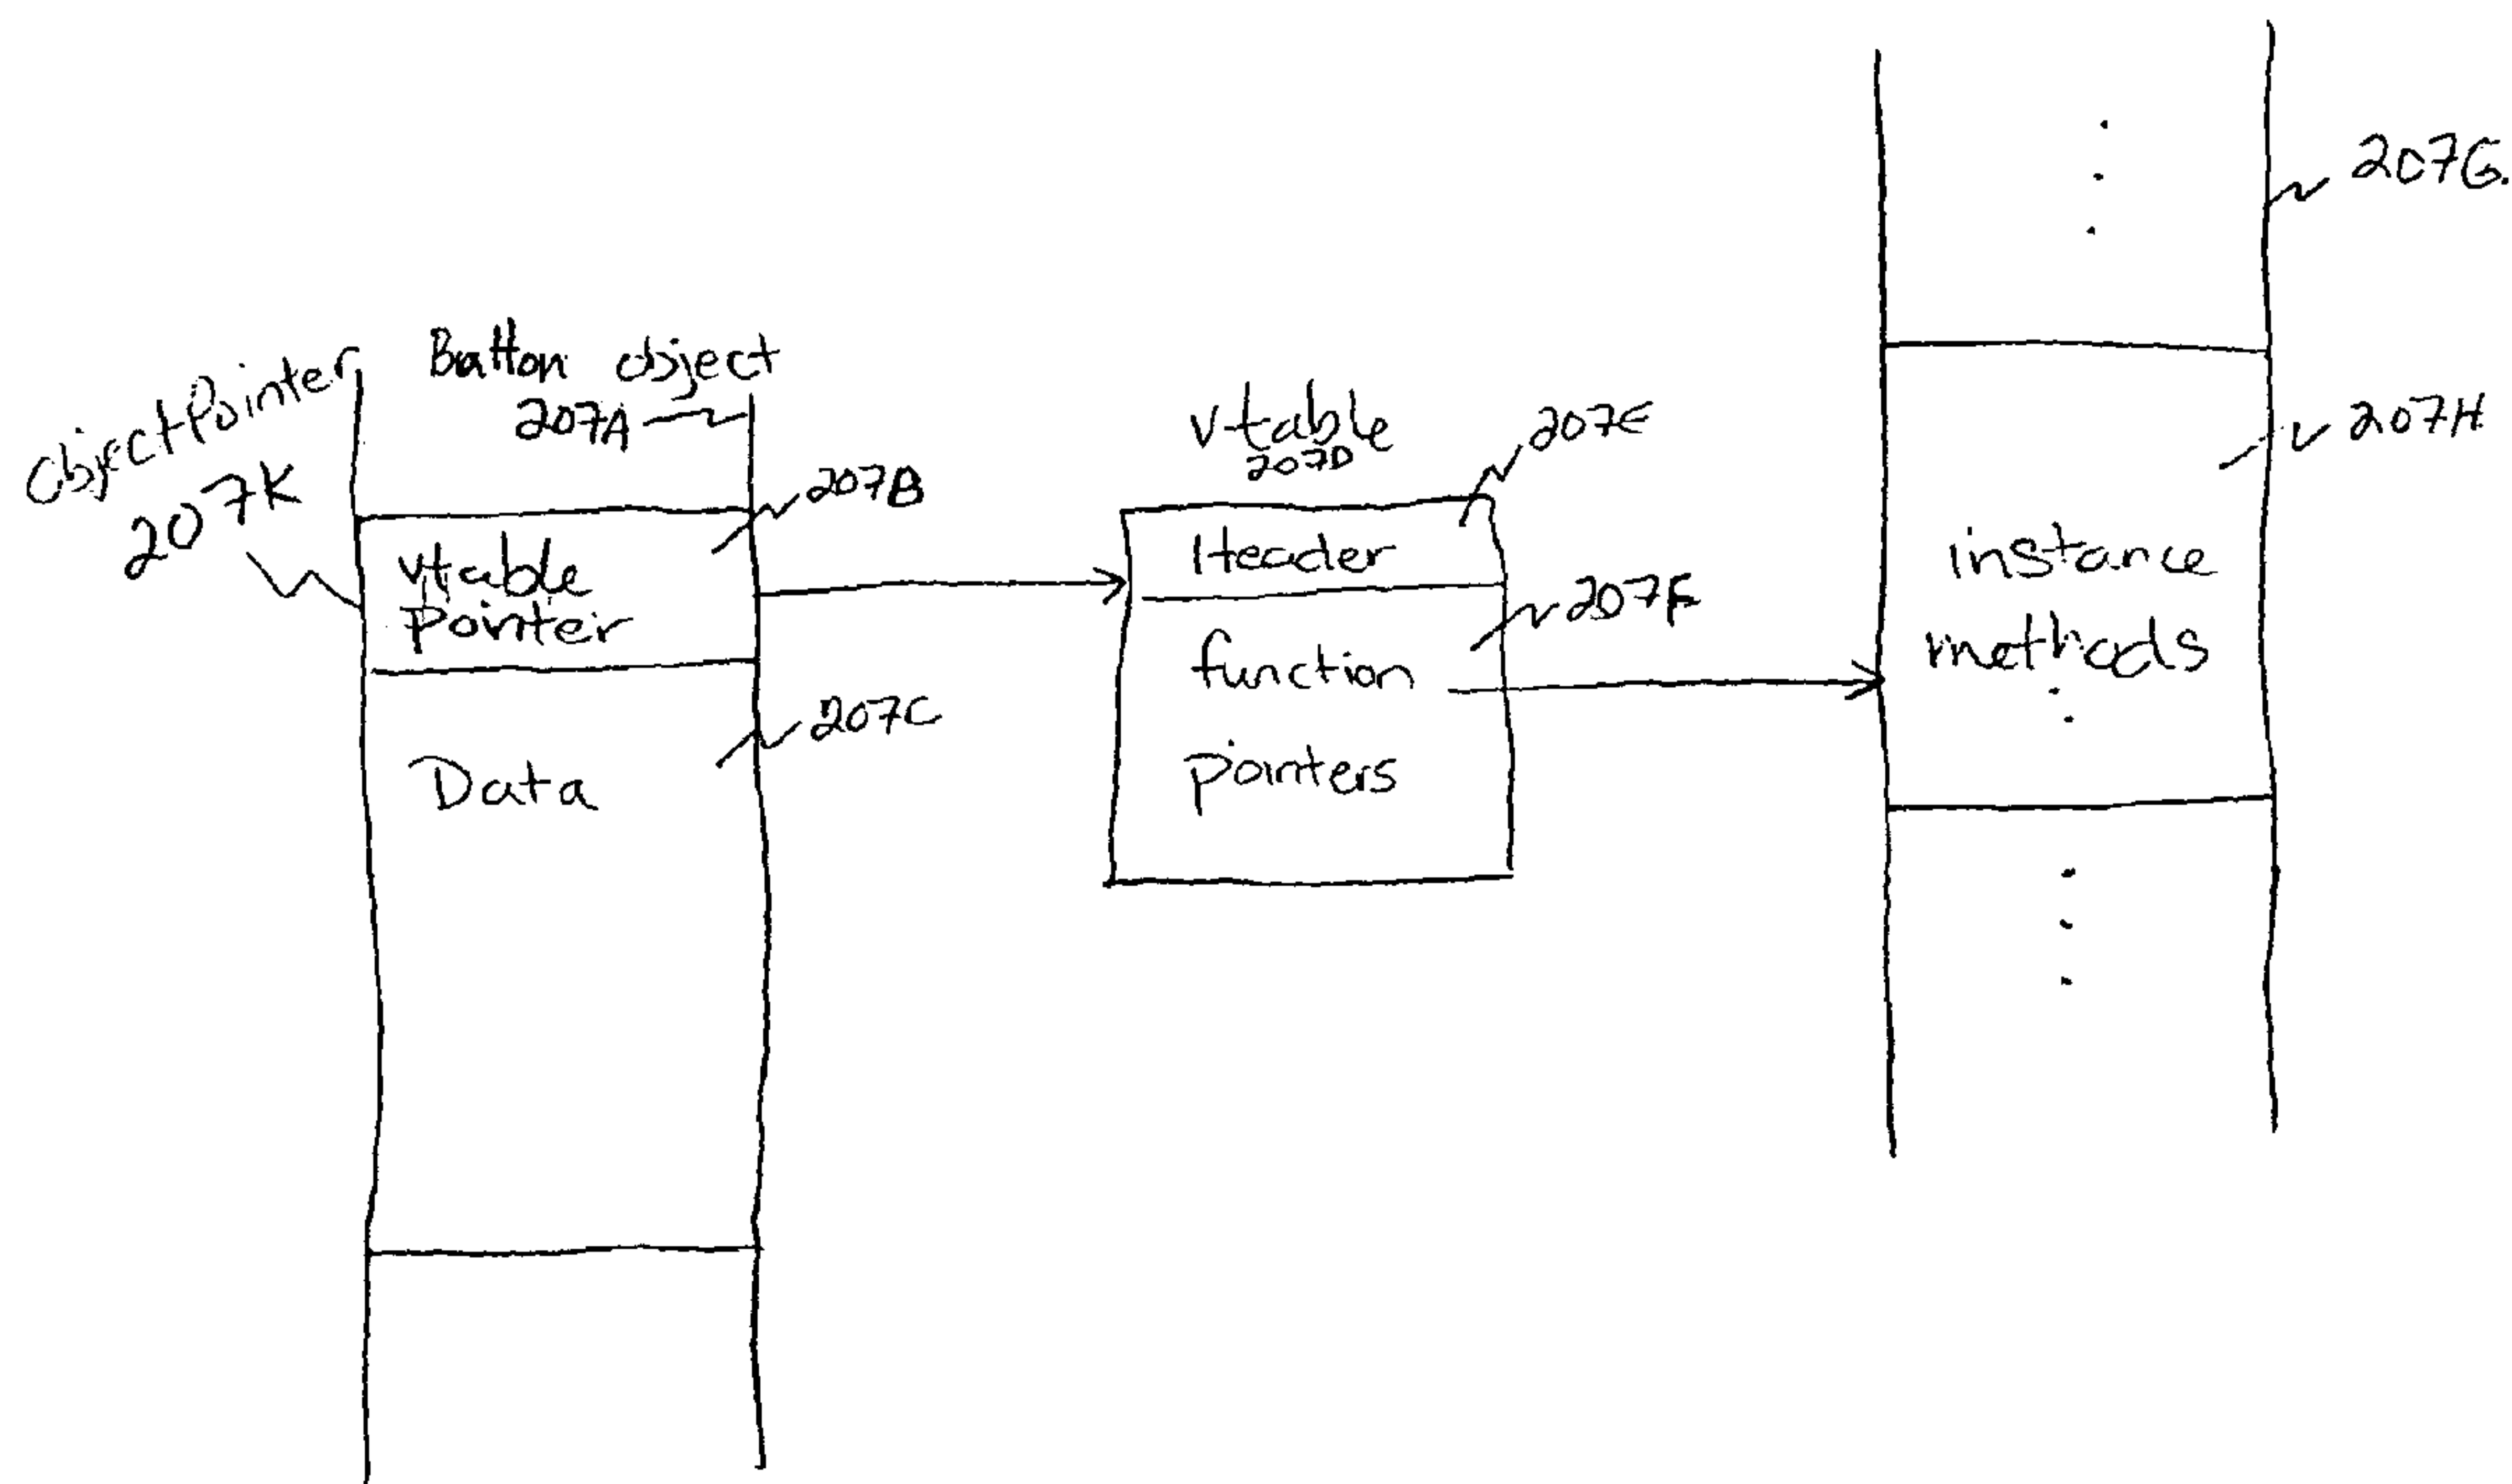 ObjectPointer
207K
Button object
207A
207B
vtable
pointer
207C
Data
vtable
207D
207E
Header
207F
function
pointers
207G.
207H
instance
methods